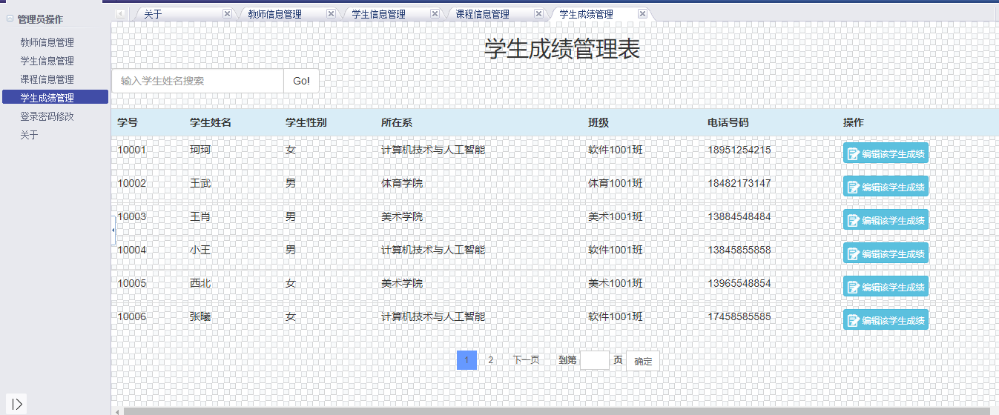 管理员操作
教师信息管理
学生信息管理
课程信息管理
学生成绩管理
登录密码修改
关于
关于 教师信息管理 学生信息管理 课程信息管理 学生成绩管理
学生成绩管理表
输入学生姓名搜索 Go!
学号 学生姓名 学生性别 所在系 班级 电话号码 操作
10001 珂珂 女 计算机技术与人工智能 软件1001班 18951254215 编辑该学生成绩
10002 王武 男 体育学院 体育1001班 18482173147 编辑该学生成绩
10003 王肖 男 美术学院 美术1001班 13884548484 编辑该学生成绩
10004 小王 男 计算机技术与人工智能 软件1001班 13845855858 编辑该学生成绩
10005 西北 女 美术学院 美术1001班 13965548854 编辑该学生成绩
10006 张曦 女 计算机技术与人工智能 软件1001班 17458585585 编辑该学生成绩
1 2 下一页 到第 页 确定